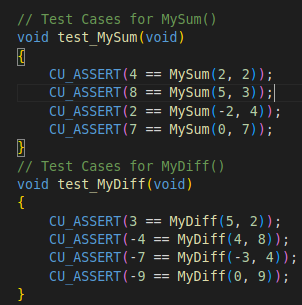 // Test Cases for MySum()
void test_MySum(void)
{
    CU_ASSERT(4 == MySum(2, 2));
    CU_ASSERT(8 == MySum(5, 3));
    CU_ASSERT(2 == MySum(-2, 4));
    CU_ASSERT(7 == MySum(0, 7));
}
// Test Cases for MyDiff()
void test_MyDiff(void)
{
    CU_ASSERT(3 == MyDiff(5, 2));
    CU_ASSERT(-4 == MyDiff(4, 8));
    CU_ASSERT(-7 == MyDiff(-3, 4));
    CU_ASSERT(-9 == MyDiff(0, 9));
}